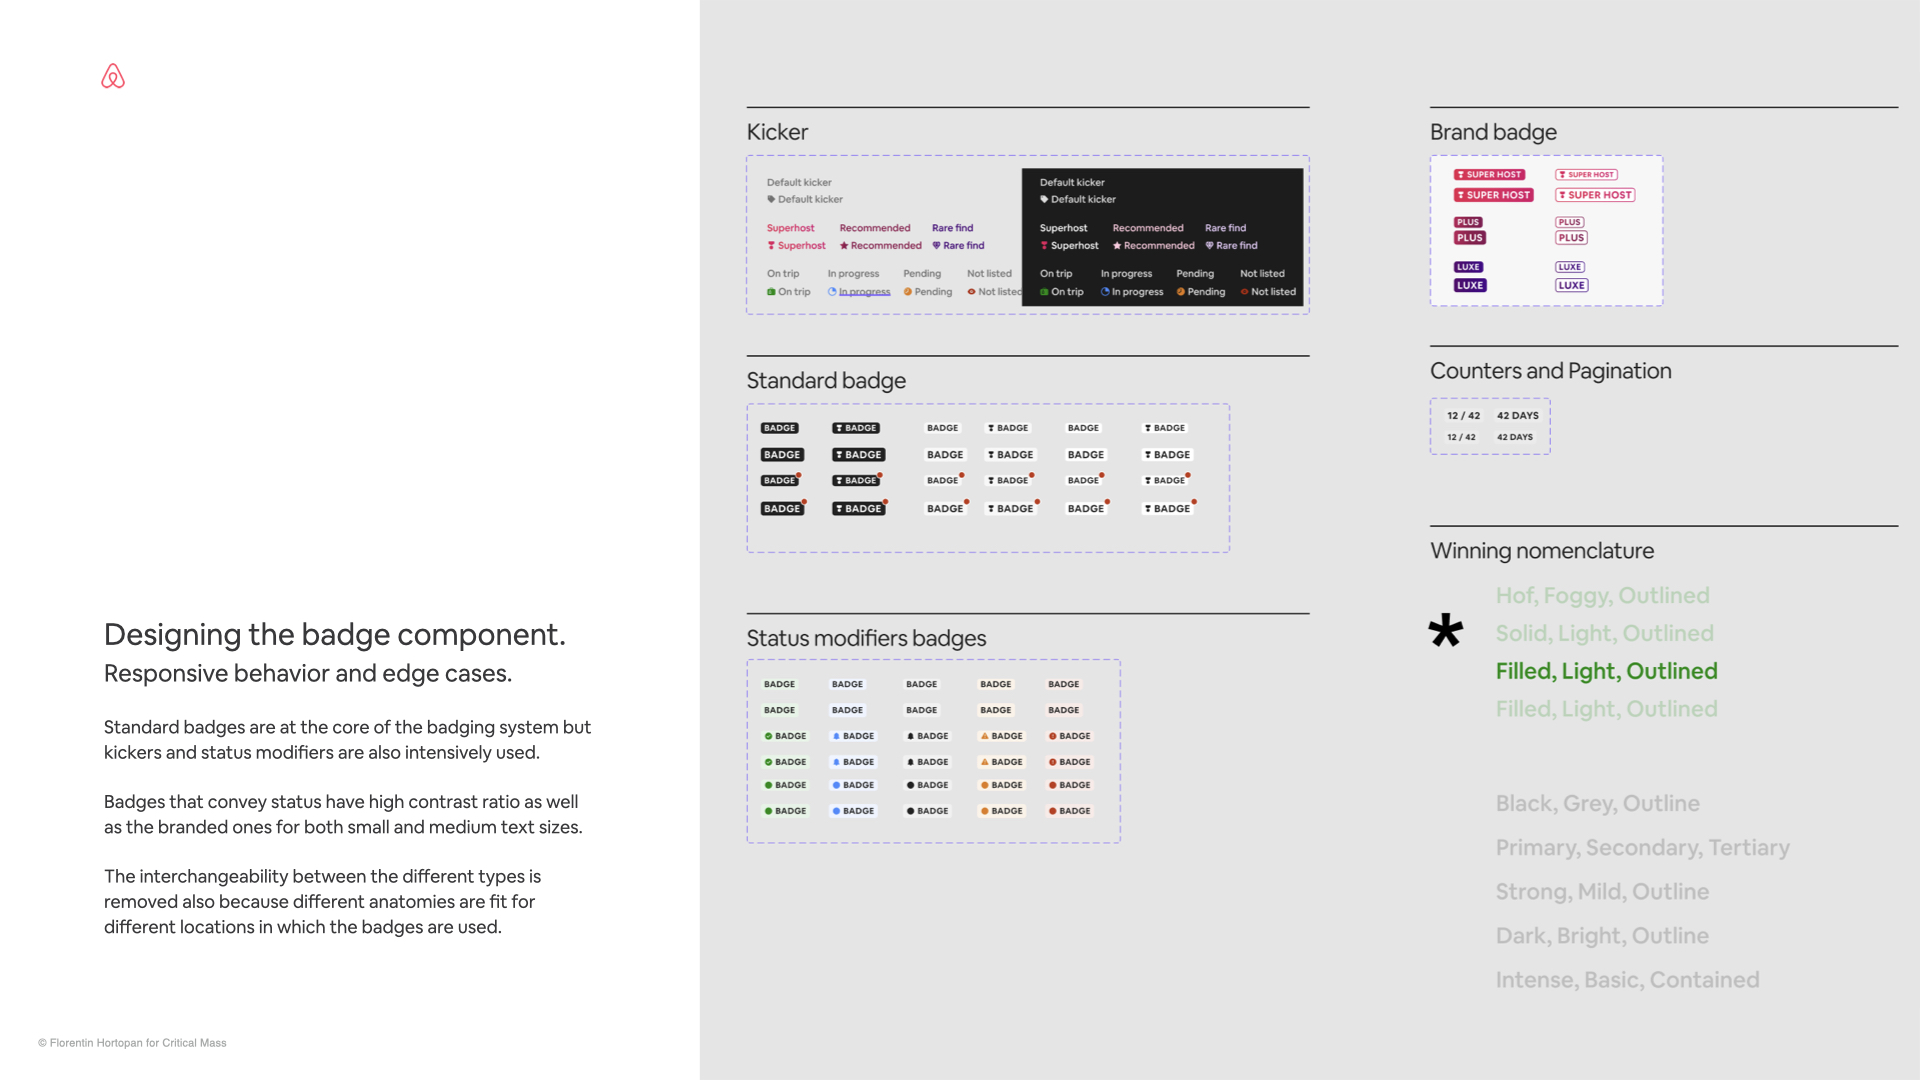 Designing the badge component.
Responsive behavior and edge cases.
Standard badges are at the core of the badging system but
kickers and status modifiers are also intensively used.
Badges that convey status have high contrast ratio as well
as the branded ones for both small and medium text sizes.
The interchangeability between the different types is
removed also because different anatomies are fit for
different locations in which the badges are used.
© Florentin Hortopan for Critical Mass
Kicker
Default kicker
Default kicker
Superhost Recommended Rare find
Superhost Recommended Rare find
On trip In progress Pending Not listed
On trip In progress Pending Not listed
Default kicker
Default kicker
Superhost Recommended Rare find
Superhost Recommended Rare find
On trip In progress Pending Not listed
On trip In progress Pending Not listed
Standard badge
BADGE BADGE BADGE BADGE BADGE BADGE
BADGE BADGE BADGE BADGE BADGE BADGE
BADGE BADGE BADGE BADGE BADGE BADGE
BADGE BADGE BADGE BADGE BADGE BADGE
Status modifiers badges
BADGE BADGE BADGE BADGE BADGE
BADGE BADGE BADGE BADGE BADGE
BADGE BADGE BADGE BADGE BADGE
BADGE BADGE BADGE BADGE BADGE
BADGE BADGE BADGE BADGE BADGE
BADGE BADGE BADGE BADGE BADGE
Brand badge
SUPER HOST SUPER HOST
SUPER HOST SUPER HOST
PLUS PLUS
PLUS PLUS
LUXE LUXE
LUXE LUXE
Counters and Pagination
12 / 42 42 DAYS
12 / 42 42 DAYS
Winning nomenclature
Hof, Foggy, Outlined
* Solid, Light, Outlined
Filled, Light, Outlined
Filled, Light, Outlined
Black, Grey, Outline
Primary, Secondary, Tertiary
Strong, Mild, Outline
Dark, Bright, Outline
Intense, Basic, Contained